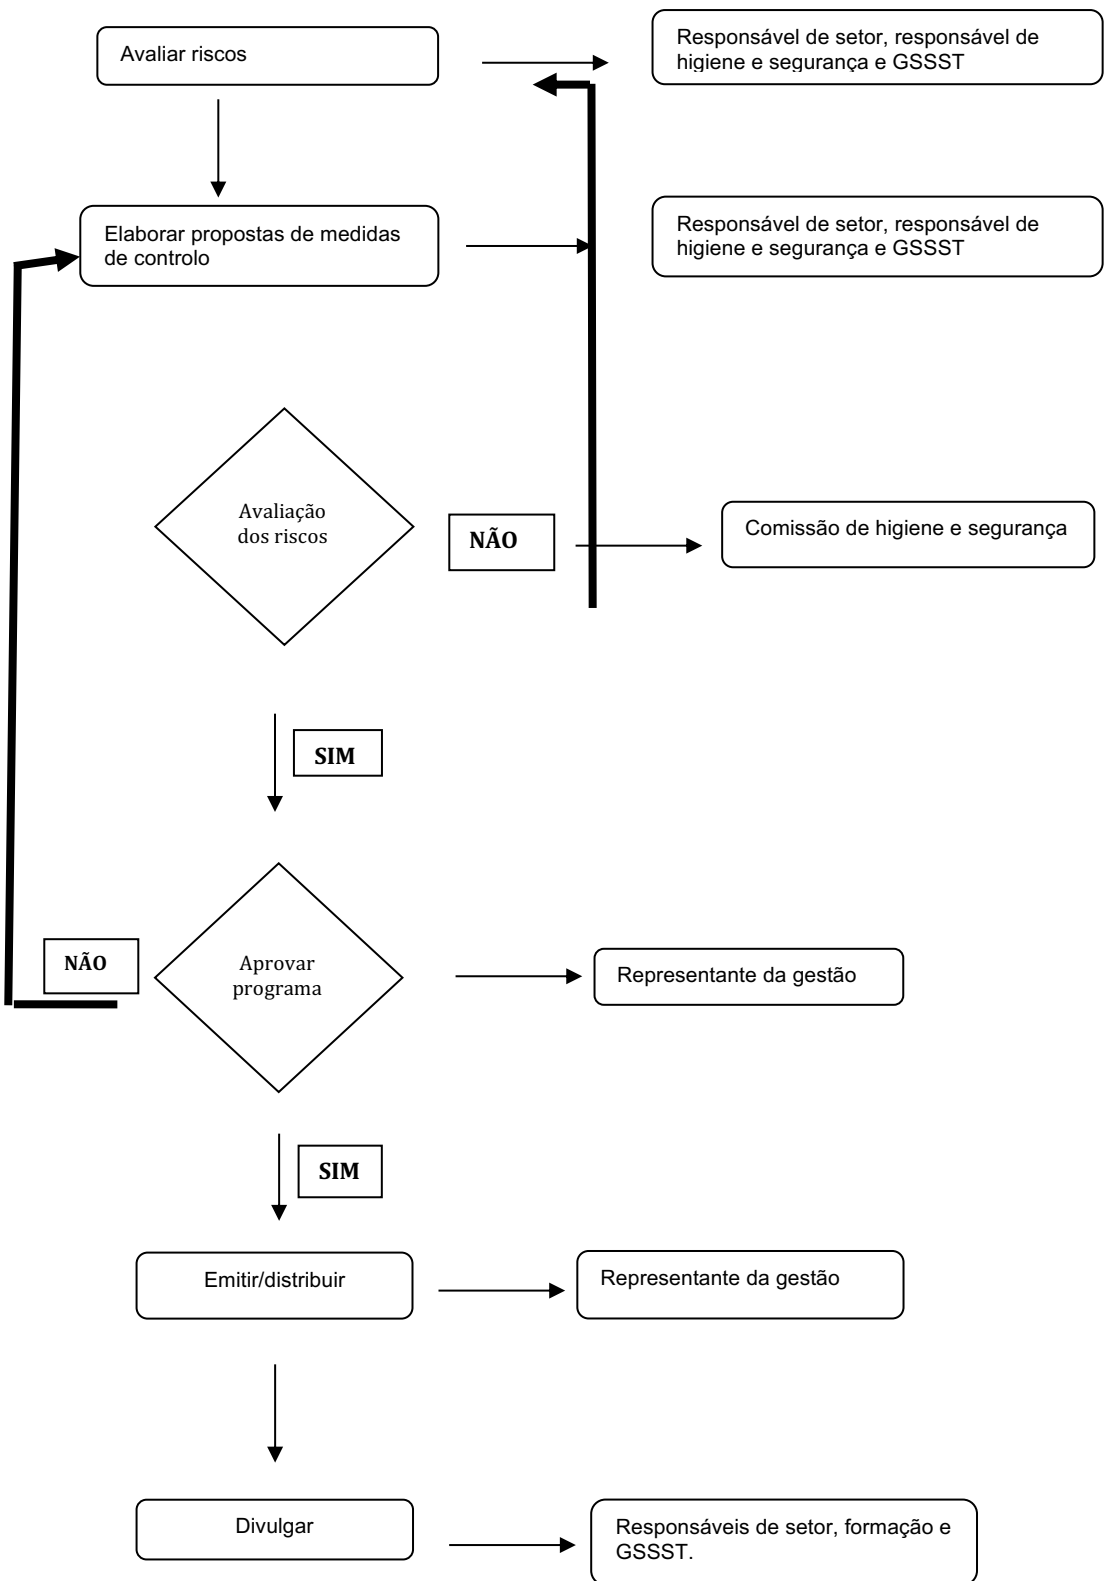 Avaliar riscos
Responsável de setor, responsável de
higiene e segurança e GSSST
Elaborar propostas de medidas
de controlo
Responsável de setor, responsável de
higiene e segurança e GSSST
Avaliação
dos riscos
NÃO
Comissão de higiene e segurança
SIM
NÃO
Aprovar
programa
Representante da gestão
SIM
Emitir/distribuir
Representante da gestão
Divulgar
Responsáveis de setor, formação e
GSSST.